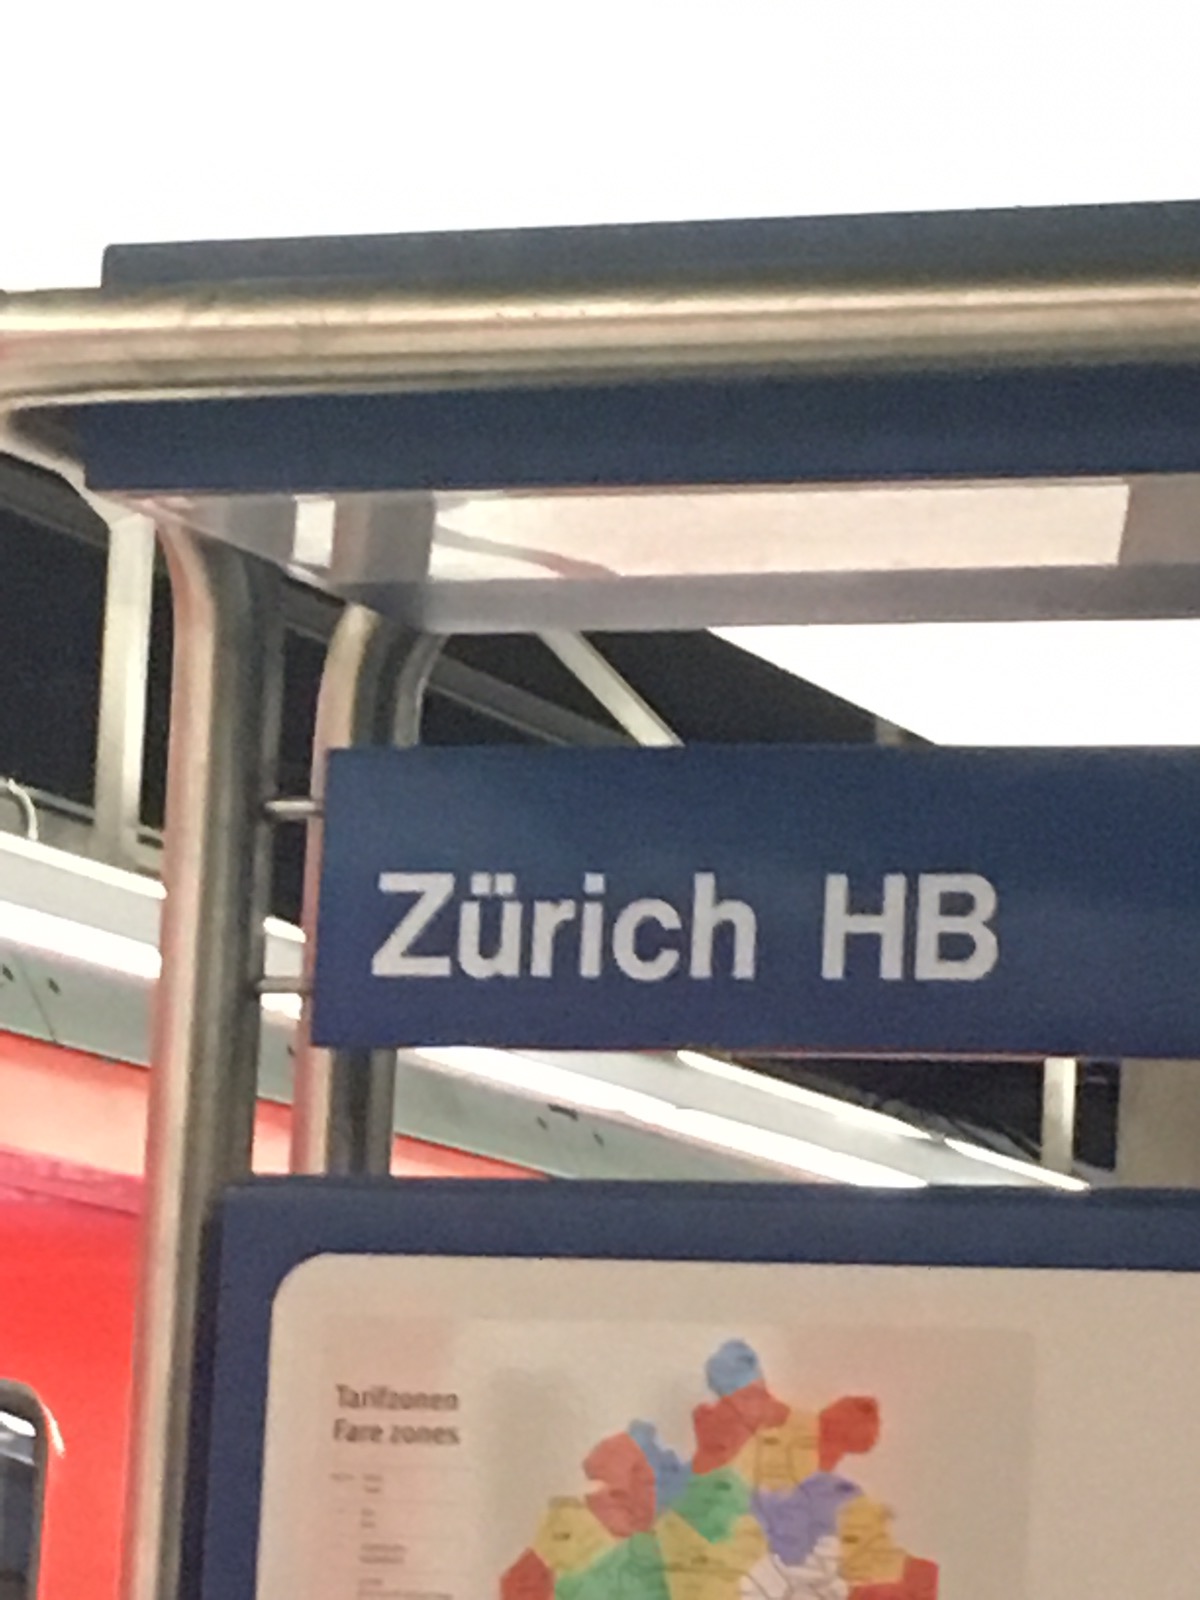 Zürich HB
Tarifzonen
Fare zones